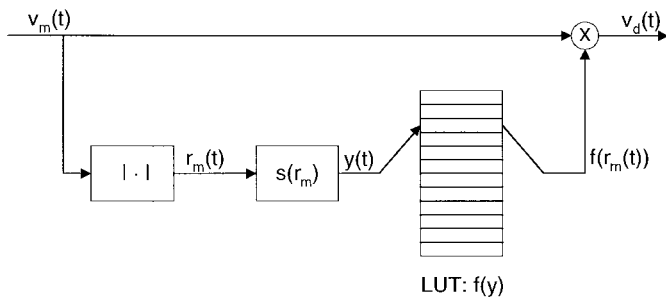 v_m(t)
X
v_d(t)
| · |
r_m(t)
s(r_m)
y(t)
f(r_m(t))
LUT: f(y)